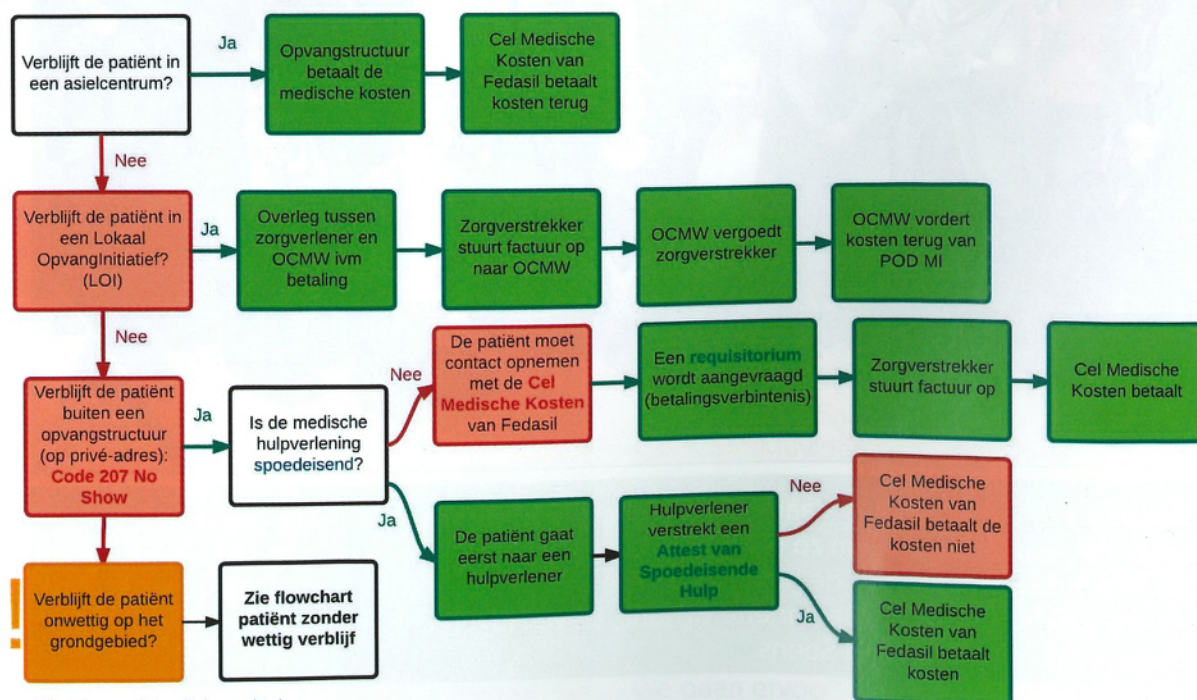 Verblijft de patiënt in
een asielcentrum?
Ja
Opvangstructuur
betaalt de
medische kosten
Cel Medische
Kosten van
Fedasil betaalt
kosten terug
Nee
Verblijft de patiënt in
een Lokaal
OpvangInitiatief?
(LOI)
Ja
Overleg tussen
zorgverlener en
OCMW ivm
betaling
Zorgverstrekker
stuurt factuur op
naar OCMW
OCMW vergoedt
zorgverstrekker
OCMW vordert
kosten terug van
POD MI
Nee
Verblijft de patiënt
buiten een
opvangstructuur
(op privé-adres):
Code 207 No
Show
Ja
Is de medische
hulpverlening
spoedeisend?
Nee
De patiënt moet
contact opnemen
met de Cel
Medische Kosten
van Fedasil
Een requisitorium
wordt aangevraagd
(betalingsverbintenis)
Zorgverstrekker
stuurt factuur op
Cel Medische
Kosten betaalt
Ja
De patiënt gaat
eerst naar een
hulpverlener
Hulpverlener
verstrekt een
Attest van
Spoedeisende
Hulp
Nee
Cel Medische
Kosten van
Fedasil betaalt de
kosten niet
Ja
Cel Medische
Kosten van
Fedasil betaalt
kosten
!
Verblijft de patiënt
onwettig op het
grondgebied?
Zie flowchart
patiënt zonder
wettig verblijf